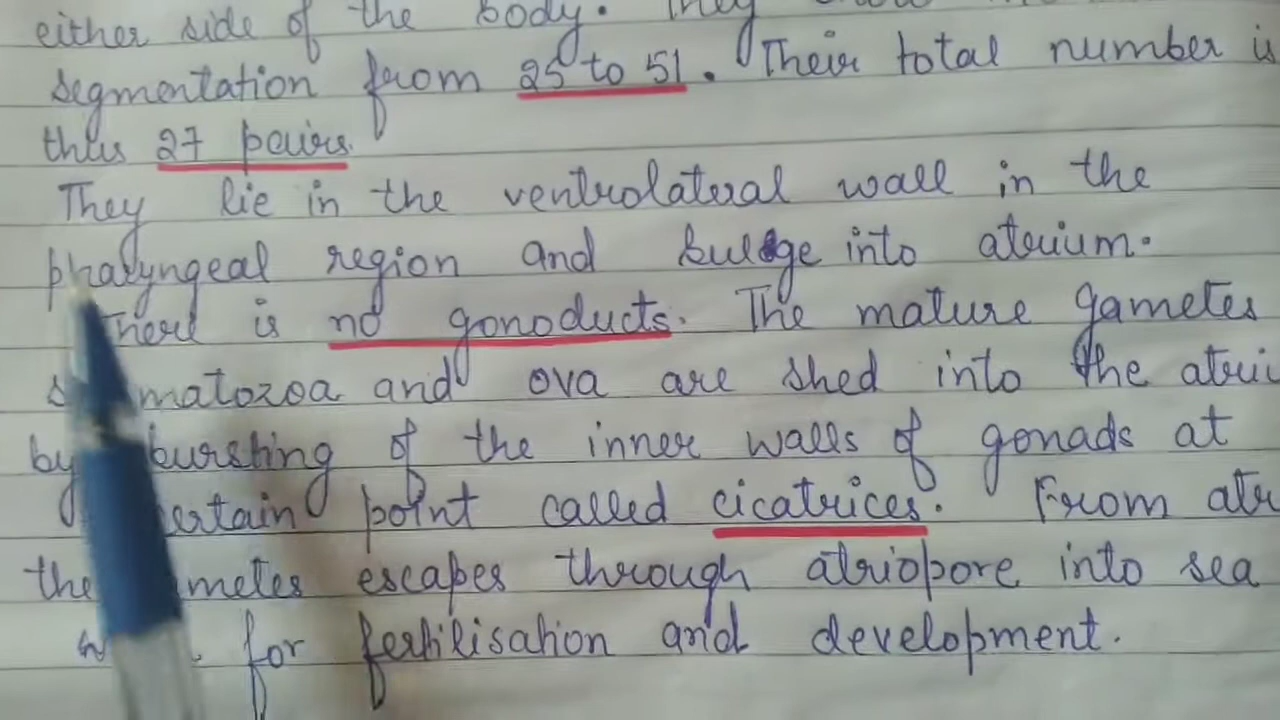 either side of the body. They
segmentation from 25 to 51. Their total number is
thus 27 pairs.
They lie in the ventrolateral wall in the
pharyngeal region and bulge into atrium.
There is no gonoducts. The mature gametes
matozoa and ova are shed into the atri
by bursting of the inner walls of gonads at
ertain point called cicatrices. From atr
the metes escapes through atriopore into sea
for fertilisation and development.